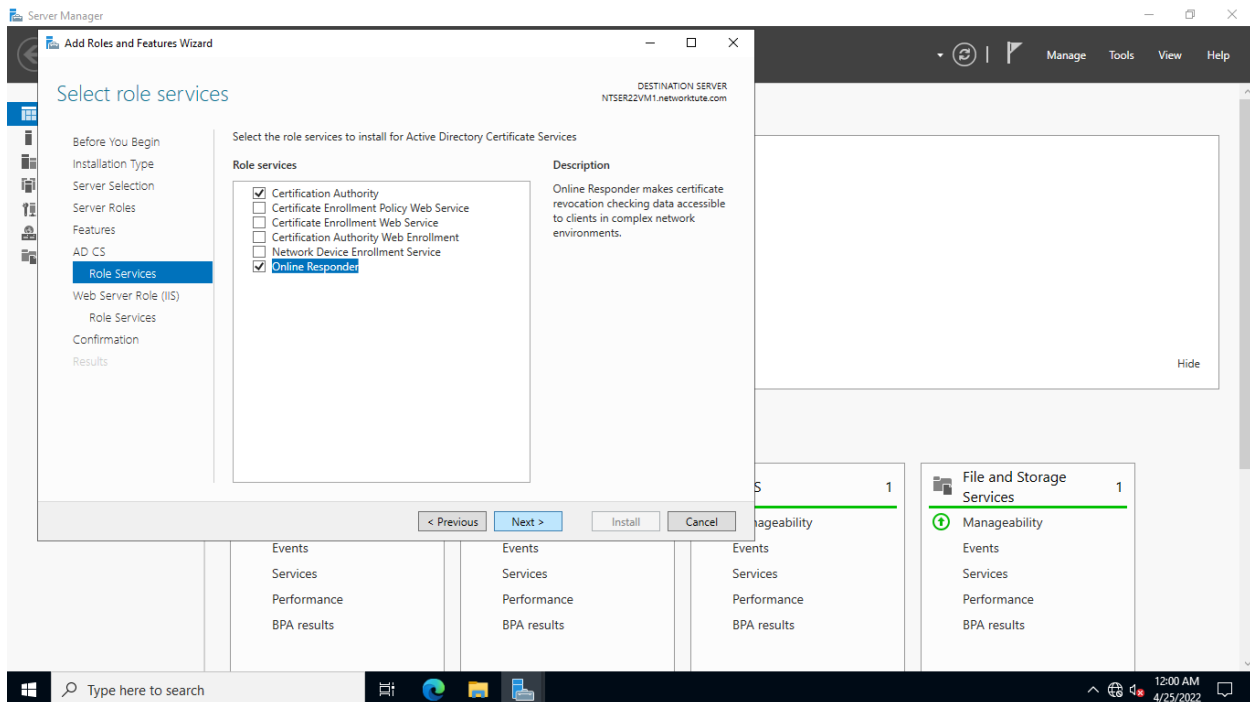 Server Manager
Add Roles and Features Wizard
Manage Tools View Help
Select role services
DESTINATION SERVER
NTSER22VM1.networktute.com
Before You Begin
Installation Type
Server Selection
Server Roles
Features
AD CS
Role Services
Web Server Role (IIS)
Role Services
Confirmation
Results
Select the role services to install for Active Directory Certificate Services
Role services
Certification Authority
Certificate Enrollment Policy Web Service
Certificate Enrollment Web Service
Certification Authority Web Enrollment
Network Device Enrollment Service
Online Responder
Description
Online Responder makes certificate
revocation checking data accessible
to clients in complex network
environments.
< Previous
Next >
Install
Cancel
Hide
Events
Services
Performance
BPA results
Events
Services
Performance
BPA results
S 1
nageability
Events
Services
Performance
BPA results
File and Storage
Services
1
Manageability
Events
Services
Performance
BPA results
Type here to search
12:00 AM
4/25/2022